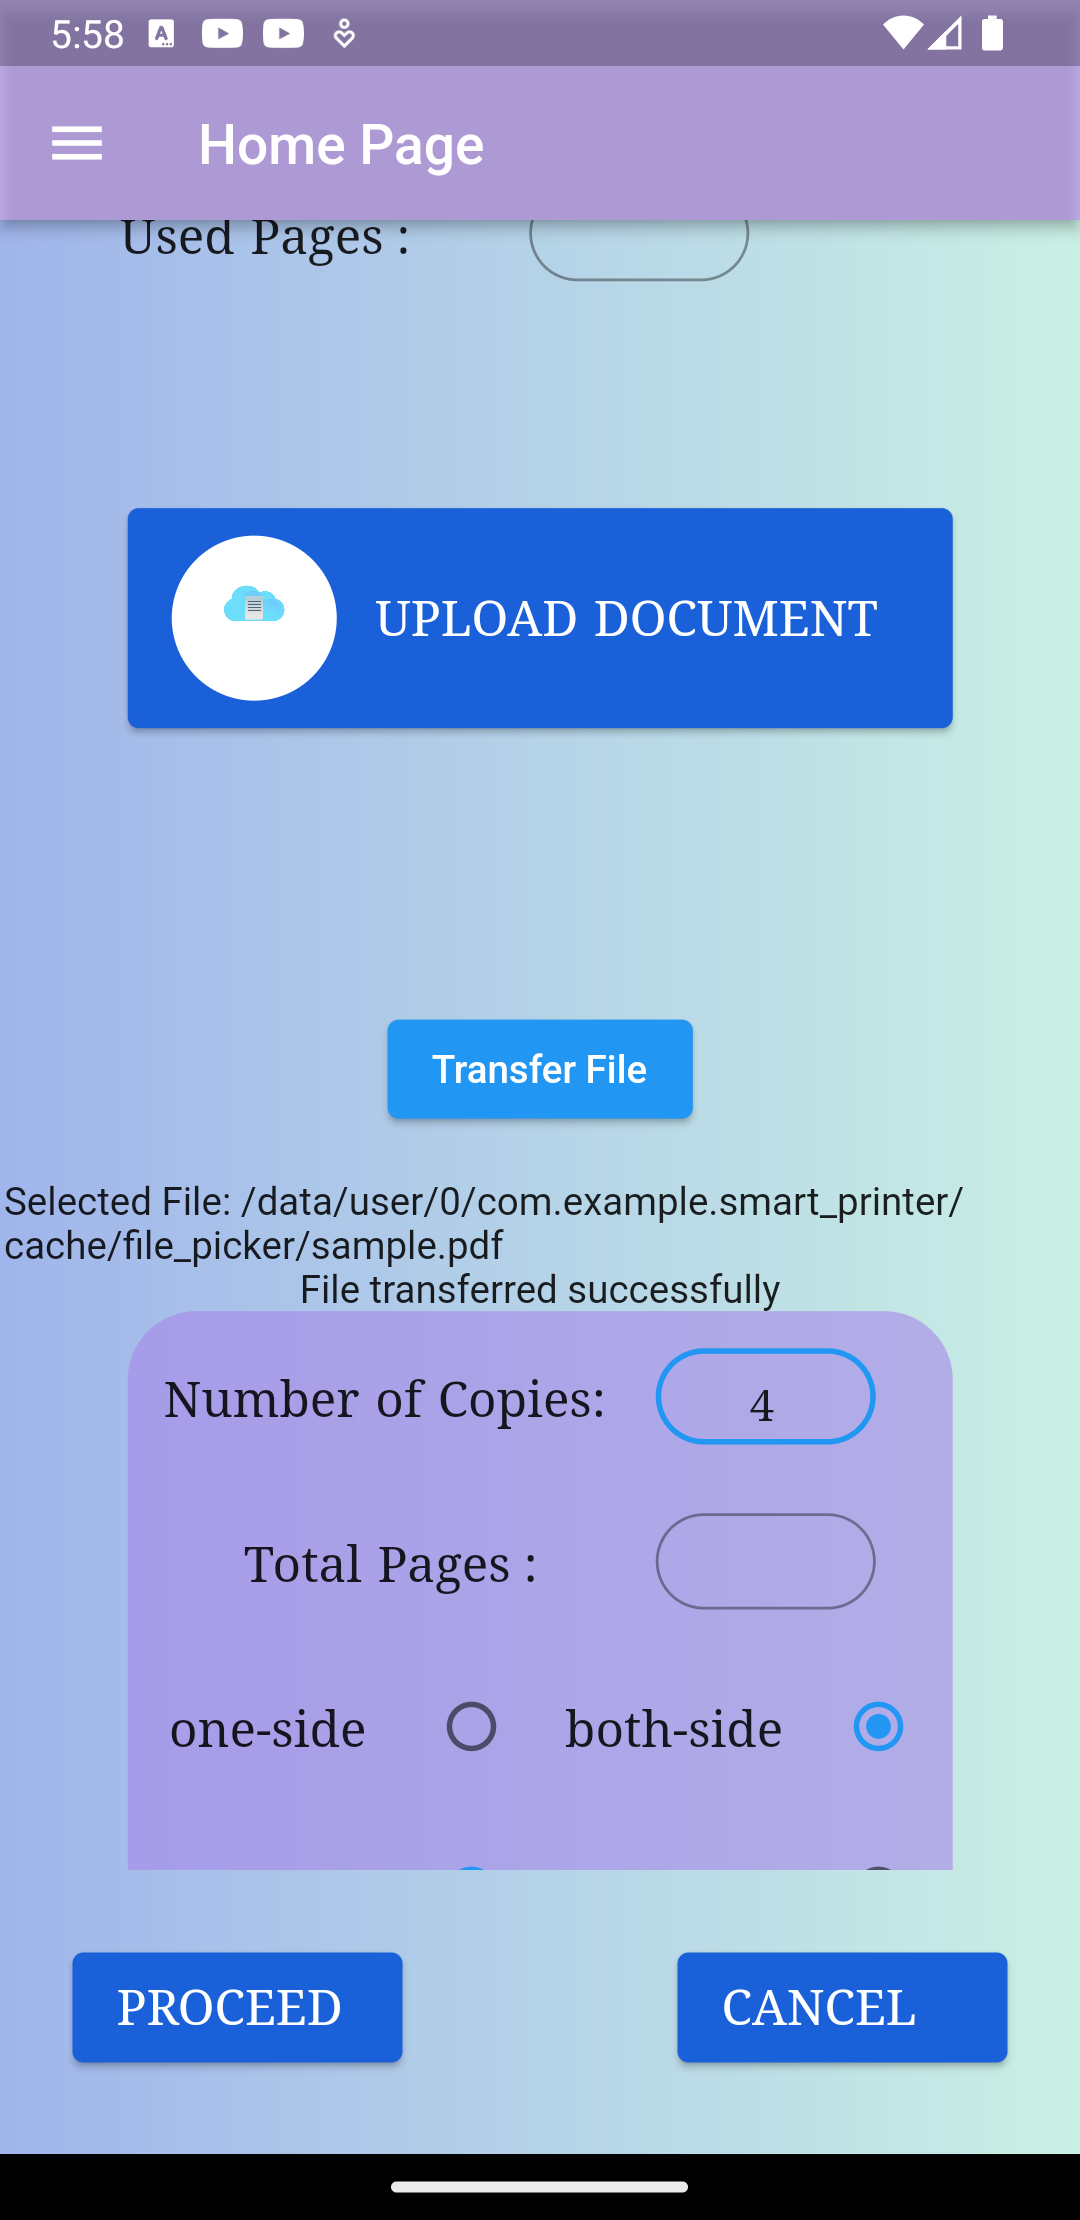 5:58
Home Page
Used Pages :
UPLOAD DOCUMENT
Transfer File
Selected File: /data/user/0/com.example.smart_printer/
cache/file_picker/sample.pdf
File transferred successfully
Number of Copies: 4
Total Pages :
one-side both-side
PROCEED CANCEL